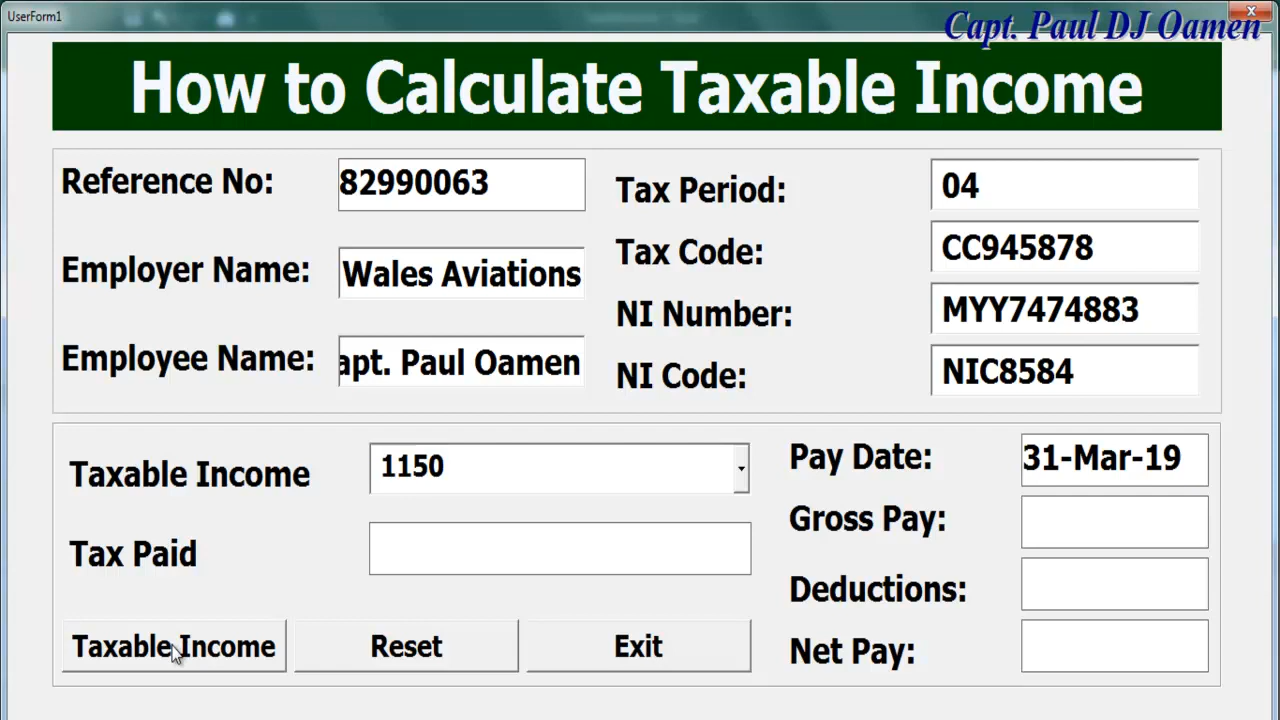 UserForm1
Capt. Paul DJ Oamen
How to Calculate Taxable Income
Reference No: 82990063
Employer Name: Wales Aviations
Employee Name: apt. Paul Oamen
Tax Period: 04
Tax Code: CC945878
NI Number: MYY7474883
NI Code: NIC8584
Taxable Income 1150
Tax Paid
Taxable Income Reset Exit
Pay Date: 31-Mar-19
Gross Pay:
Deductions:
Net Pay: